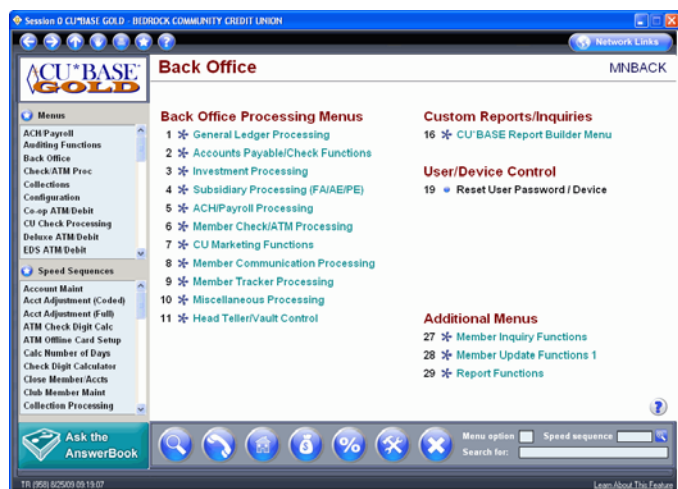 Session 0 CU*BASE GOLD - BEDROCK COMMUNITY CREDIT UNION
Network Links
CU*BASE
GOLD
Back Office
MNBACK
Menus
ACH/Payroll
Auditing Functions
Back Office
Check/ATM Proc
Collections
Configuration
Co-op ATM/Debit
CU Check Processing
Deluxe ATM/Debit
EDS ATM/Debit
Speed Sequences
Account Maint
Acct Adjustment (Coded)
Acct Adjustment (Full)
ATM Check Digit Calc
ATM Offline Card Setup
Calc Number of Days
Check Digit Calculator
Close Member/Accts
Club Member Maint
Collection Processing
Back Office Processing Menus
1 General Ledger Processing
2 Accounts Payable/Check Functions
3 Investment Processing
4 Subsidiary Processing (FA/AE/PE)
5 ACH/Payroll Processing
6 Member Check/ATM Processing
7 CU Marketing Functions
8 Member Communication Processing
9 Member Tracker Processing
10 Miscellaneous Processing
11 Head Teller/Vault Control
Custom Reports/Inquiries
16 CU*BASE Report Builder Menu
User/Device Control
19 Reset User Password / Device
Additional Menus
27 Member Inquiry Functions
28 Member Update Functions 1
29 Report Functions
Ask the
AnswerBook
Menu option
Speed sequence
Search for:
TR (958) 8/25/09 09:19:07
Learn About This Feature